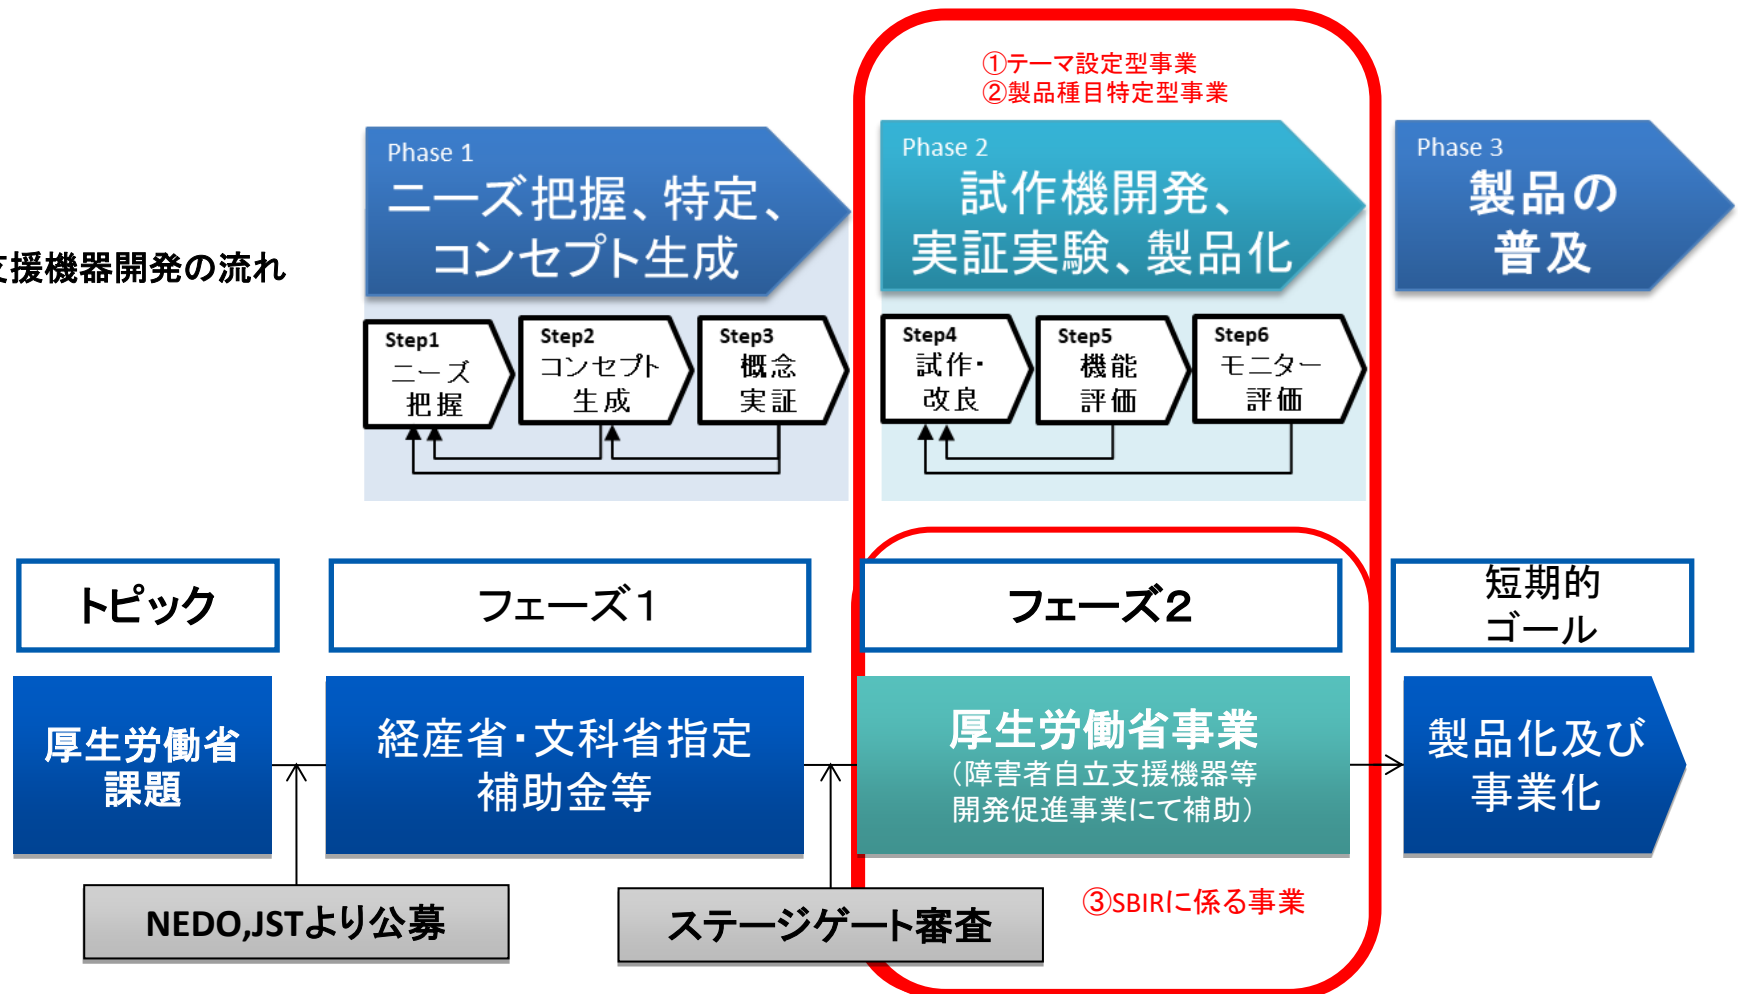 ①テーマ設定型事業
②製品種目特定型事業
Phase 1
ニーズ把握、特定、
コンセプト生成
Phase 2
試作機開発、
実証実験、製品化
Phase 3
製品の
普及
支援機器開発の流れ
Step1
ニーズ
把握
Step2
コンセプト
生成
Step3
概念
実証
Step4
試作・
改良
Step5
機能
評価
Step6
モニター
評価
トピック
フェーズ1
フェーズ2
短期的
ゴール
厚生労働省
課題
経産省・文科省指定
補助金等
厚生労働省事業
（障害者自立支援機器等
開発促進事業にて補助）
製品化及び
事業化
NEDO,JSTより公募
ステージゲート審査
③SBIRに係る事業